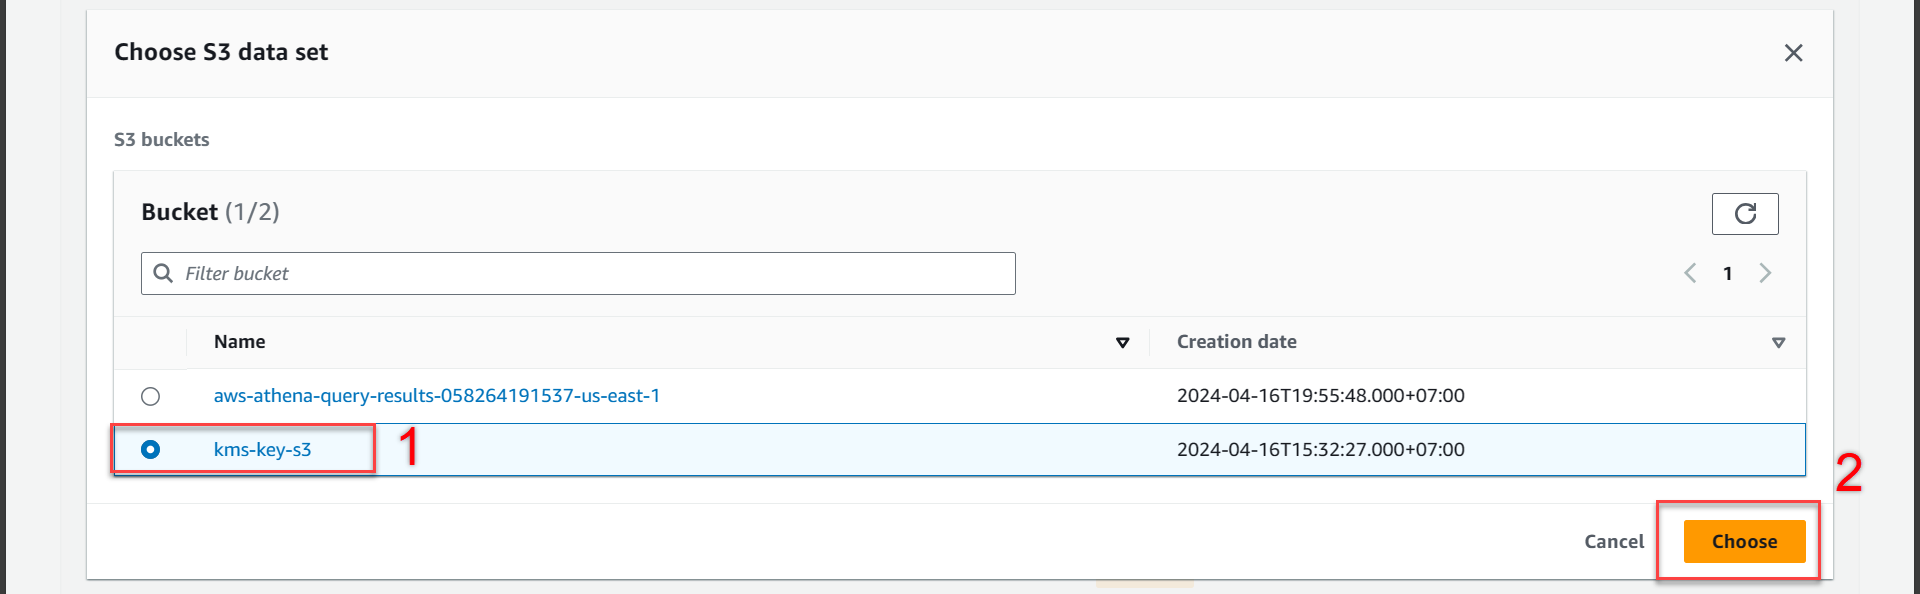 Choose S3 data set
S3 buckets
Bucket (1/2)
Filter bucket
1
Name Creation date
aws-athena-query-results-058264191537-us-east-1 2024-04-16T19:55:48.000+07:00
kms-key-s3 1 2024-04-16T15:32:27.000+07:00
2
Cancel Choose